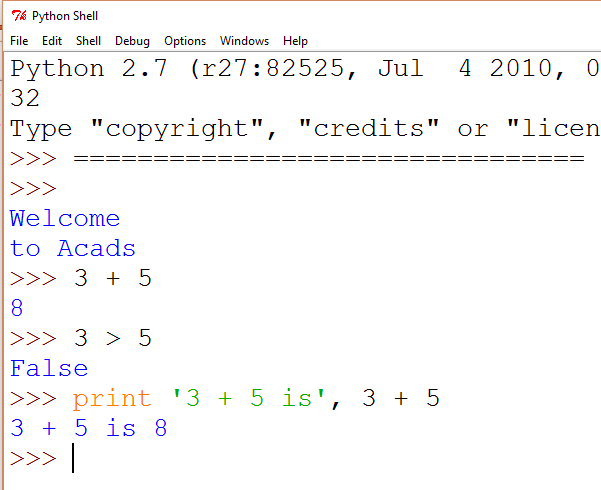 Python Shell
File Edit Shell Debug Options Windows Help
Python 2.7 (r27:82525, Jul  4 2010, 0
32
Type "copyright", "credits" or "licen
>>> ================================
>>>
Welcome
to Acads
>>> 3 + 5
8
>>> 3 > 5
False
>>> print '3 + 5 is', 3 + 5
3 + 5 is 8
>>>